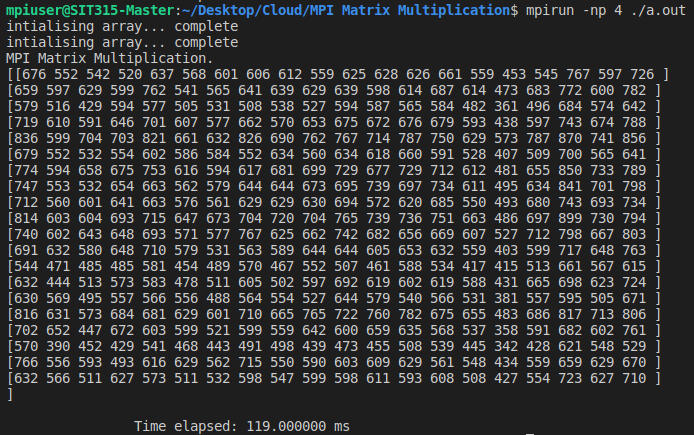 mpiuser@SIT315-Master:~/Desktop/Cloud/MPI Matrix Multiplication$ mpirun -np 4 ./a.out
intialising array... complete
intialising array... complete
MPI Matrix Multiplication.
[[676 552 542 520 637 568 601 606 612 559 625 628 626 661 559 453 545 767 597 726 ]
[659 597 629 599 762 541 565 641 639 629 639 598 614 687 614 473 683 772 600 782 ]
[579 516 429 594 577 505 531 508 538 527 594 587 565 584 482 361 496 684 574 642 ]
[719 610 591 646 701 607 577 662 570 653 675 672 676 679 593 438 597 743 674 788 ]
[836 599 704 703 821 661 632 826 690 762 767 714 787 750 629 573 787 870 741 856 ]
[679 552 532 554 602 586 584 552 634 560 634 618 660 591 528 407 509 700 565 641 ]
[774 594 658 675 753 616 594 617 681 699 729 677 729 712 612 481 655 850 733 789 ]
[747 553 532 654 663 562 579 644 644 673 695 739 697 734 611 495 634 841 701 798 ]
[712 560 601 641 663 576 561 629 629 630 694 572 620 685 550 493 680 743 693 734 ]
[814 603 604 693 715 647 673 704 720 704 765 739 736 751 663 486 697 899 730 794 ]
[740 602 643 648 693 571 577 767 625 662 742 682 656 669 607 527 712 798 667 803 ]
[691 632 580 648 710 579 531 563 589 644 644 605 653 632 559 403 599 717 648 763 ]
[544 471 485 485 581 454 489 570 467 552 507 461 588 534 417 415 513 661 567 615 ]
[632 444 513 573 583 478 511 605 502 597 692 619 602 619 588 431 665 698 623 724 ]
[630 569 495 557 566 556 488 564 554 527 644 579 540 566 531 381 557 595 505 671 ]
[816 631 573 684 681 629 601 710 665 765 722 760 782 675 655 483 686 817 713 806 ]
[702 652 447 672 603 599 521 599 559 642 600 659 635 568 537 358 591 682 602 761 ]
[570 390 452 429 541 468 443 491 498 439 473 455 508 539 445 342 428 621 548 529 ]
[766 556 593 493 616 629 562 715 550 590 603 609 629 561 548 434 559 659 629 670 ]
[632 566 511 627 573 511 532 598 547 599 598 611 593 608 508 427 554 723 627 710 ]
]
Time elapsed: 119.000000 ms